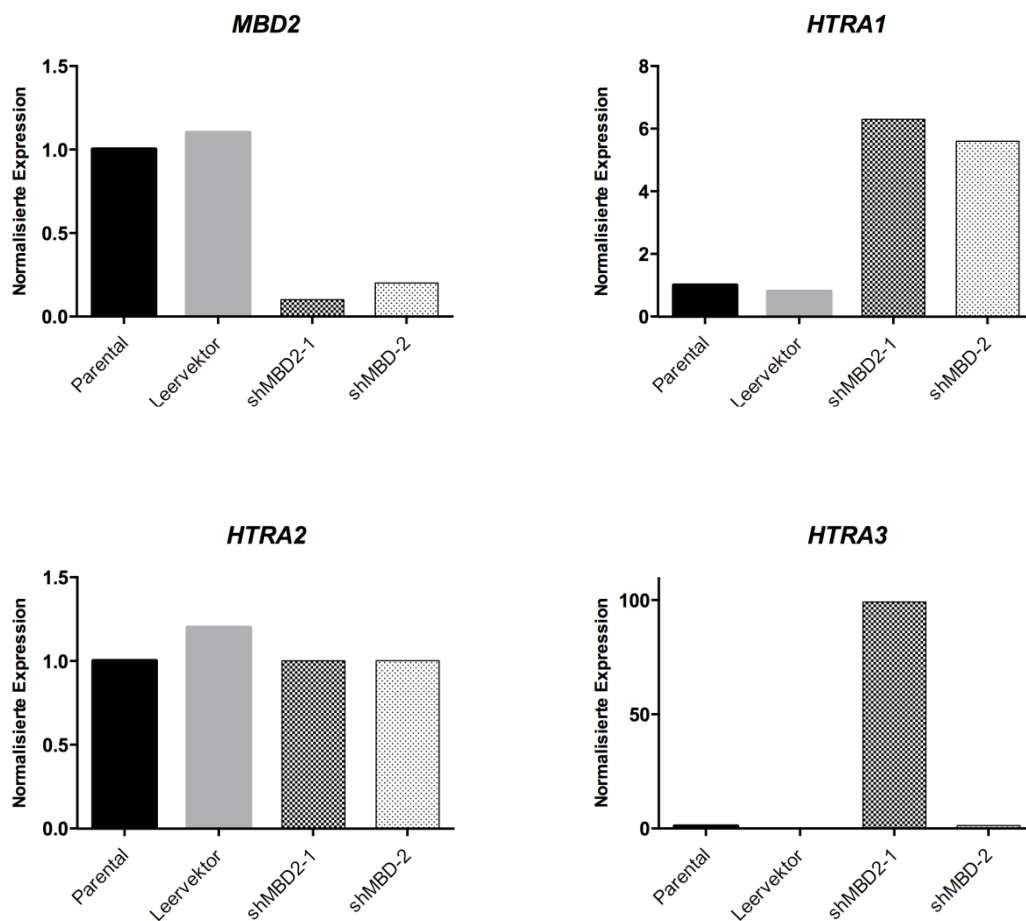 MBD2
Normalisierte Expression
1.5
1.0
0.5
0.0
Parental
Leervektor
shMBD2-1
shMBD-2
HTRA1
Normalisierte Expression
8
6
4
2
0
Parental
Leervektor
shMBD2-1
shMBD-2
HTRA2
Normalisierte Expression
1.5
1.0
0.5
0.0
Parental
Leervektor
shMBD2-1
shMBD-2
HTRA3
Normalisierte Expression
100
50
0
Parental
Leervektor
shMBD2-1
shMBD-2